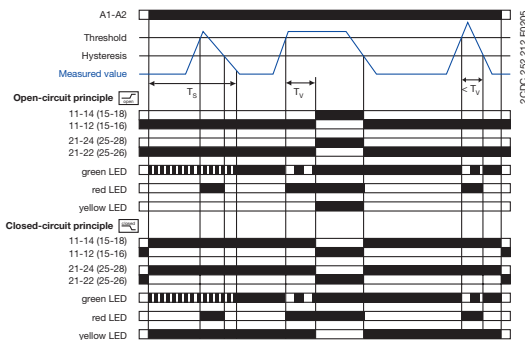 A1-A2
Threshold
Hysteresis
Measured value
TS
TV
< TV
2CDC 252 212 F0205
Open-circuit principle open
11-14 (15-18)
11-12 (15-16)
21-24 (25-28)
21-22 (25-26)
green LED
red LED
yellow LED
Closed-circuit principle closed
11-14 (15-18)
11-12 (15-16)
21-24 (25-28)
21-22 (25-26)
green LED
red LED
yellow LED